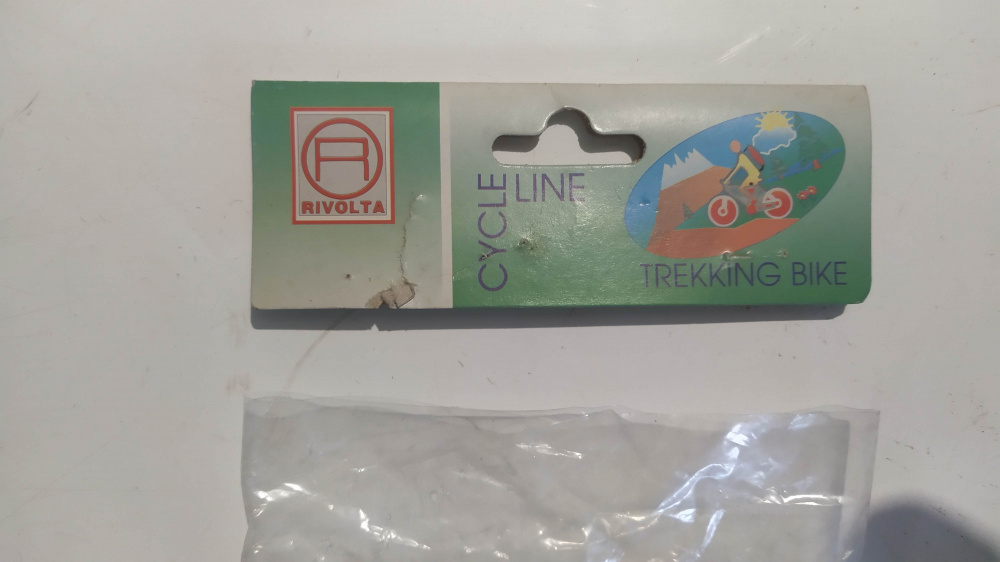 R
RIVOLTA
CYCLE
LINE
TREKKING BIKE